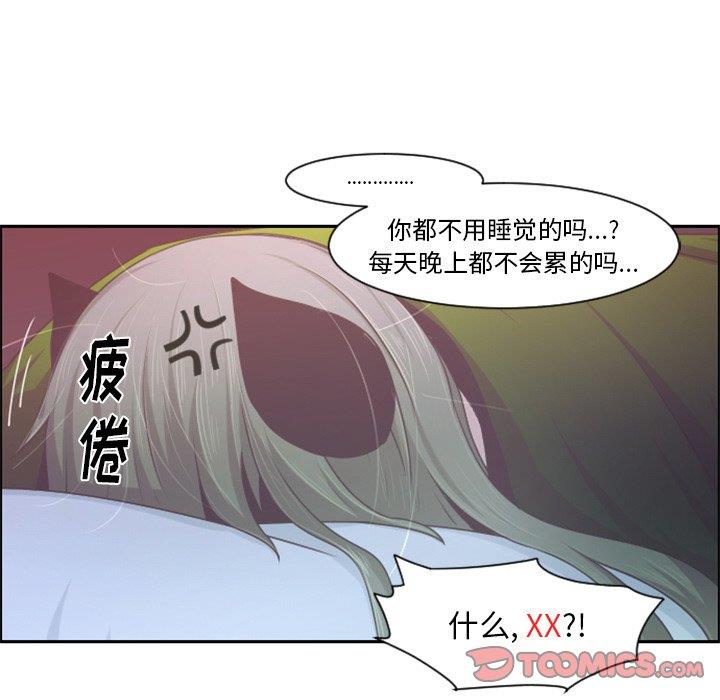 .............
你都不用睡觉的吗...?
每天晚上都不会累的吗...
疲倦
什么, XX?!
TOOMICS.COM